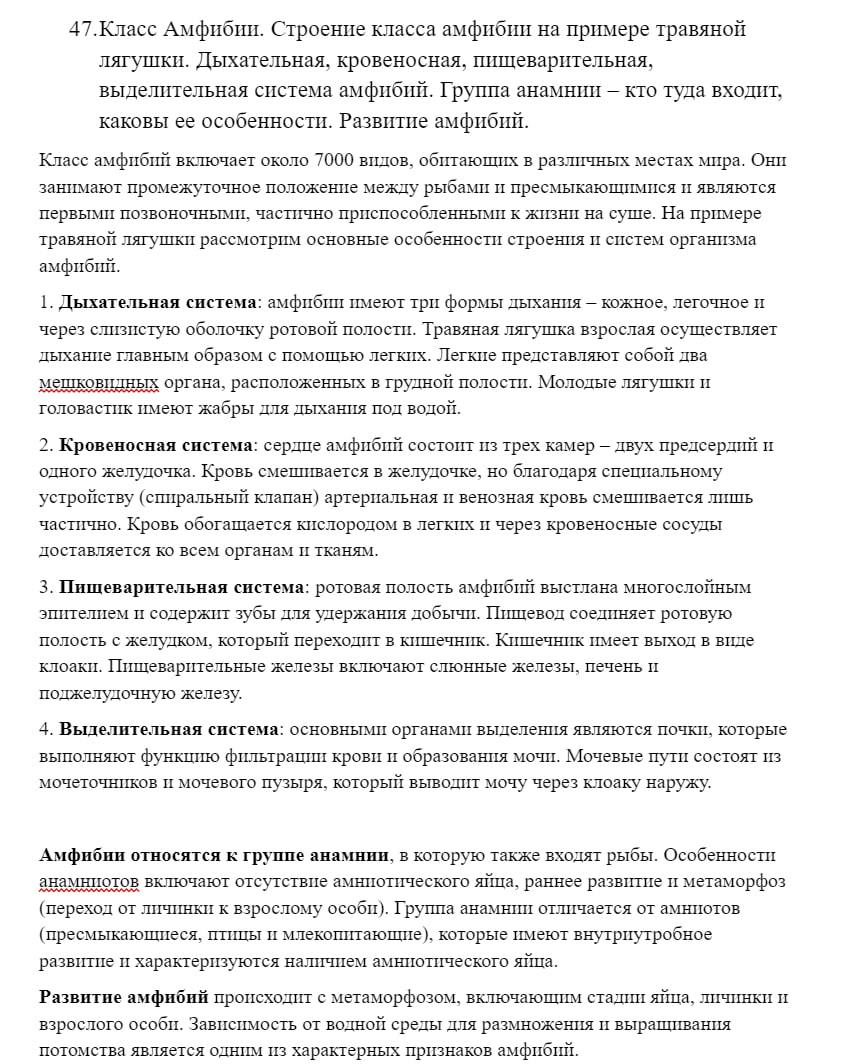 47.Класс Амфибии. Строение класса амфибии на примере травяной
лягушки. Дыхательная, кровеносная, пищеварительная,
выделительная система амфибий. Группа анамнии – кто туда входит,
каковы ее особенности. Развитие амфибий.
Класс амфибий включает около 7000 видов, обитающих в различных местах мира. Они
занимают промежуточное положение между рыбами и пресмыкающимися и являются
первыми позвоночными, частично приспособленными к жизни на суше. На примере
травяной лягушки рассмотрим основные особенности строения и систем организма
амфибий.
1. Дыхательная система: амфибии имеют три формы дыхания – кожное, легочное и
через слизистую оболочку ротовой полости. Травяная лягушка взрослая осуществляет
дыхание главным образом с помощью легких. Легкие представляют собой два
мешковидных органа, расположенных в грудной полости. Молодые лягушки и
головастик имеют жабры для дыхания под водой.
2. Кровеносная система: сердце амфибий состоит из трех камер – двух предсердий и
одного желудочка. Кровь смешивается в желудочке, но благодаря специальному
устройству (спиральный клапан) артериальная и венозная кровь смешивается лишь
частично. Кровь обогащается кислородом в легких и через кровеносные сосуды
доставляется ко всем органам и тканям.
3. Пищеварительная система: ротовая полость амфибий выстлана многослойным
эпителием и содержит зубы для удержания добычи. Пищевод соединяет ротовую
полость с желудком, который переходит в кишечник. Кишечник имеет выход в виде
клоаки. Пищеварительные железы включают слюнные железы, печень и
поджелудочную железу.
4. Выделительная система: основными органами выделения являются почки, которые
выполняют функцию фильтрации крови и образования мочи. Мочевые пути состоят из
мочеточников и мочевого пузыря, который выводит мочу через клоаку наружу.
Амфибии относятся к группе анамнии, в которую также входят рыбы. Особенности
анамниотов включают отсутствие амниотического яйца, раннее развитие и метаморфоз
(переход от личинки к взрослому особи). Группа анамнии отличается от амниотов
(пресмыкающиеся, птицы и млекопитающие), которые имеют внутриутробное
развитие и характеризуются наличием амниотического яйца.
Развитие амфибий происходит с метаморфозом, включающим стадии яйца, личинки и
взрослого особи. Зависимость от водной среды для размножения и выращивания
потомства является одним из характерных признаков амфибий.